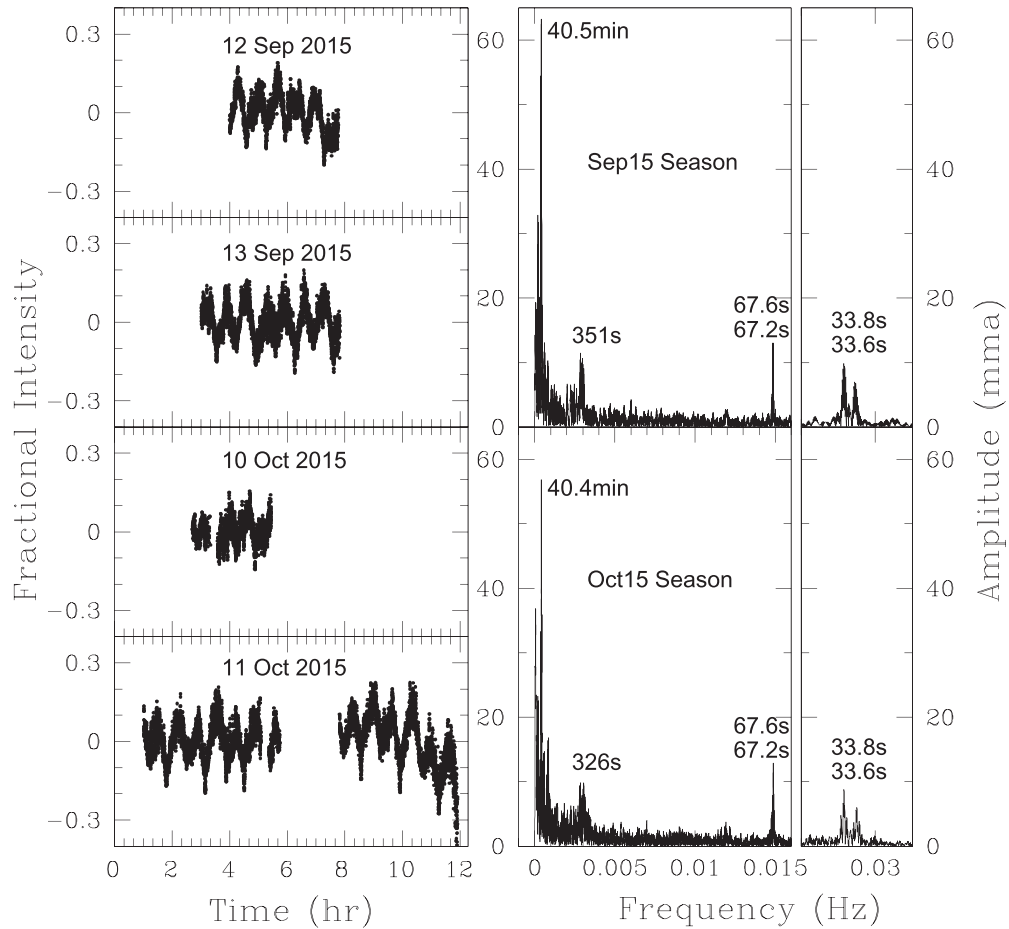 0.3
0
−0.3
12 Sep 2015
0.3
0
−0.3
13 Sep 2015
0.3
0
−0.3
10 Oct 2015
0.3
0
−0.3
11 Oct 2015
0 2 4 6 8 10 12
Time (hr)
Fractional Intensity
60
40
20
0
40.5min
Sep15 Season
351s
67.6s
67.2s
33.8s
33.6s
60
40
20
0
60
40
20
0
40.4min
Oct15 Season
326s
67.6s
67.2s
33.8s
33.6s
60
40
20
0
0 0.005 0.01 0.015 0.03
Frequency (Hz)
Amplitude (mma)